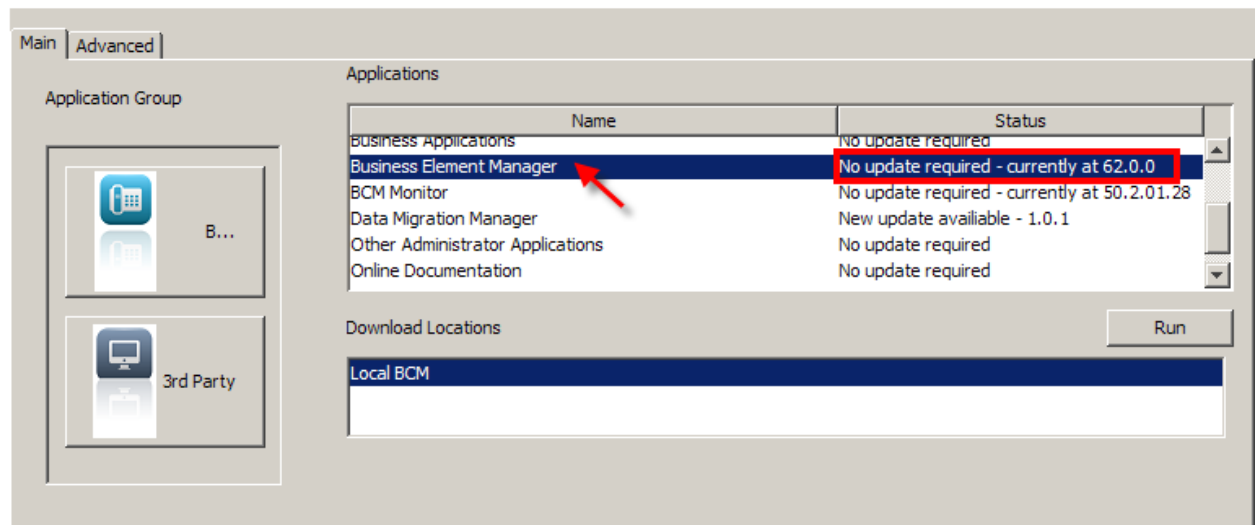 Main Advanced
Applications
Application Group
Name Status
Business Applications No update required
Business Element Manager No update required - currently at 62.0.0
BCM Monitor No update required - currently at 50.2.01.28
Data Migration Manager New update availiable - 1.0.1
Other Administrator Applications No update required
Online Documentation No update required
B...
Download Locations Run
3rd Party
Local BCM